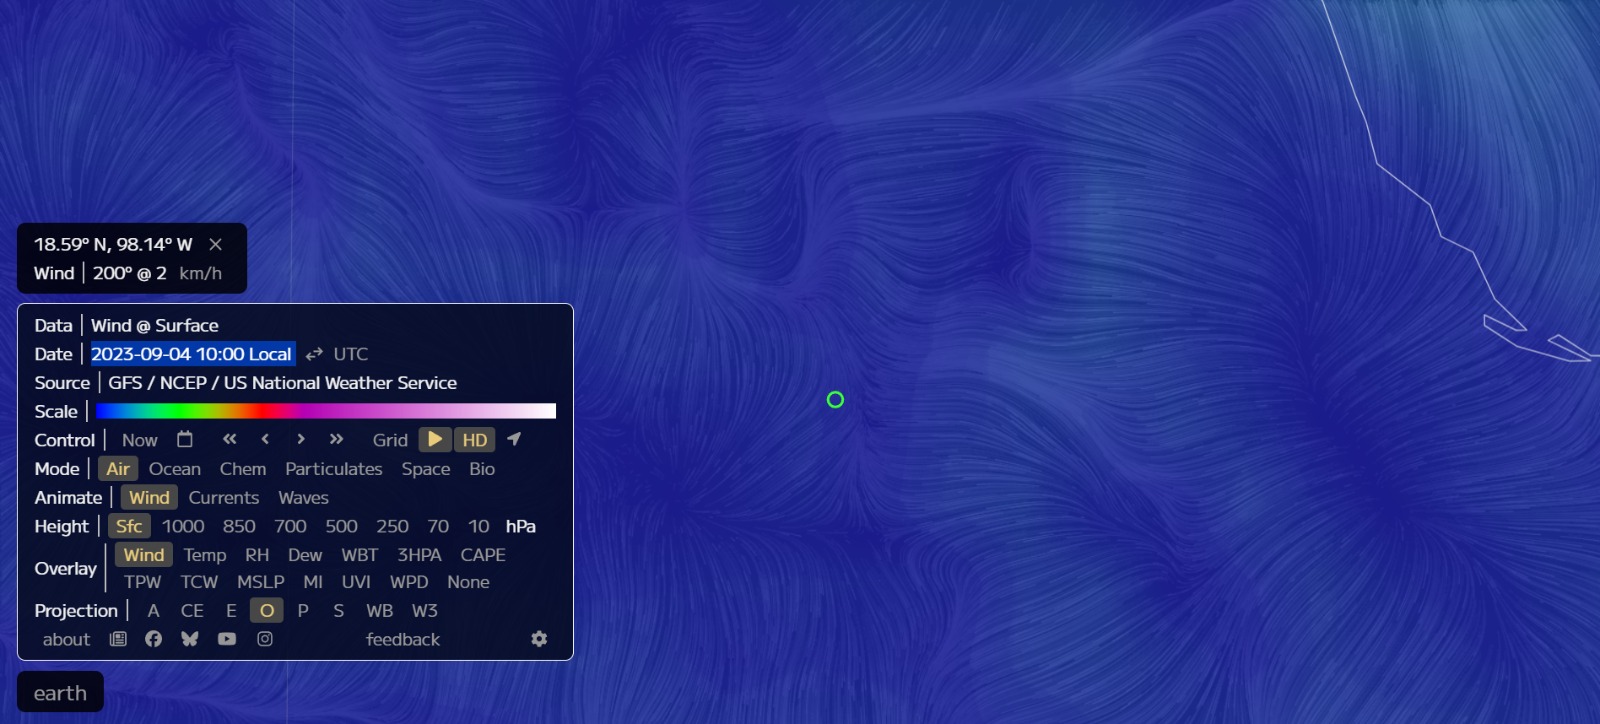 18.59° N, 98.14° W ×
Wind | 200° @ 2 km/h
Data | Wind @ Surface
Date | 2023-09-04 10:00 Local ⇄ UTC
Source | GFS / NCEP / US National Weather Service
Scale |
Control | Now « ‹ › » Grid HD
Mode | Air Ocean Chem Particulates Space Bio
Animate | Wind Currents Waves
Height | Sfc 1000 850 700 500 250 70 10 hPa
Overlay | Wind Temp RH Dew WBT 3HPA CAPE
TPW TCW MSLP MI UVI WPD None
Projection | A CE E O P S WB W3
about feedback
earth